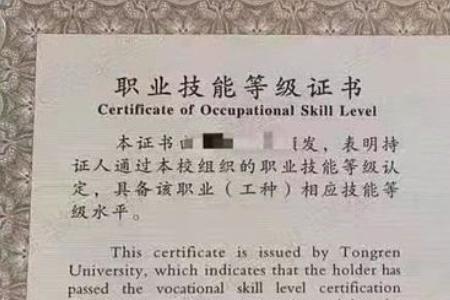 职业技能等级证书
Certificate of Occupational Skill Level
本证书由 发，表明持
证人通过本校组织的职业技能等级认
定，具备该职业（工种）相应技能等
级水平。
This certificate is issued by Tongren
University, which indicates that the holder has
passed the vocational skill level certification